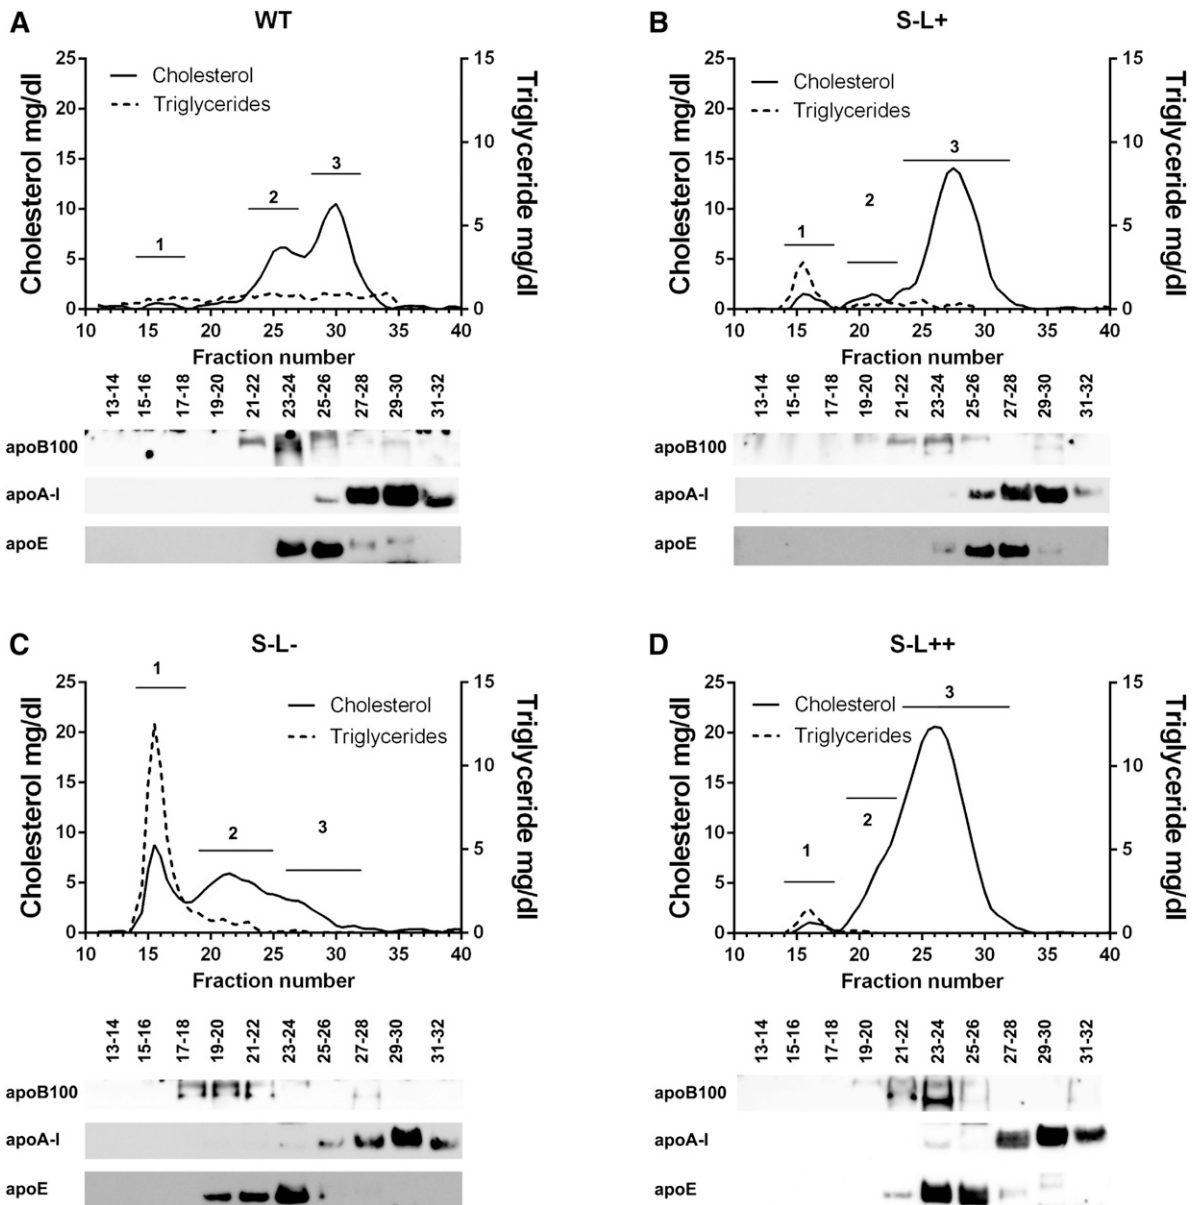 A
WT
25
20
15
10
5
0
Cholesterol mg/dl
Cholesterol
Triglycerides
1
2
3
15
10
5
0
Triglyceride mg/dl
10 15 20 25 30 35 40
Fraction number
13-14 15-16 17-18 19-20 21-22 23-24 25-26 27-28 29-30 31-32
apoB100
apoA-I
apoE
B
S-L+
25
20
15
10
5
0
Cholesterol mg/dl
Cholesterol
Triglycerides
1
2
3
15
10
5
0
Triglyceride mg/dl
10 15 20 25 30 35 40
Fraction number
13-14 15-16 17-18 19-20 21-22 23-24 25-26 27-28 29-30 31-32
apoB100
apoA-I
apoE
C
S-L-
25
20
15
10
5
0
Cholesterol mg/dl
Cholesterol
Triglycerides
1
2
3
15
10
5
0
Triglyceride mg/dl
10 15 20 25 30 35 40
Fraction number
13-14 15-16 17-18 19-20 21-22 23-24 25-26 27-28 29-30 31-32
apoB100
apoA-I
apoE
D
S-L++
25
20
15
10
5
0
Cholesterol mg/dl
Cholesterol
Triglycerides
1
2
3
15
10
5
0
Triglyceride mg/dl
10 15 20 25 30 35 40
Fraction number
13-14 15-16 17-18 19-20 21-22 23-24 25-26 27-28 29-30 31-32
apoB100
apoA-I
apoE